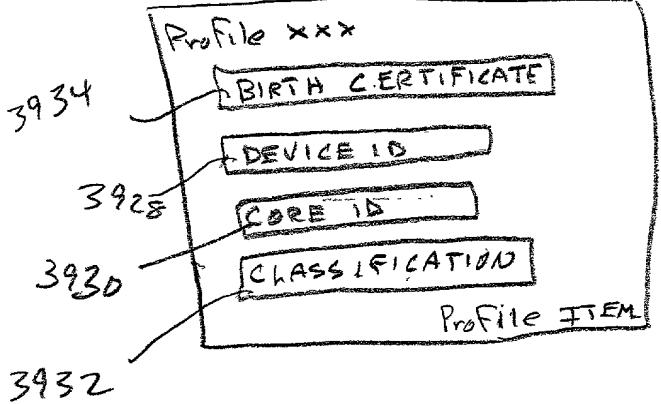 Profile xxx
3934 BIRTH CERTIFICATE
3928 DEVICE ID
3930 CORE ID
3932 CLASSIFICATION
Profile ITEM